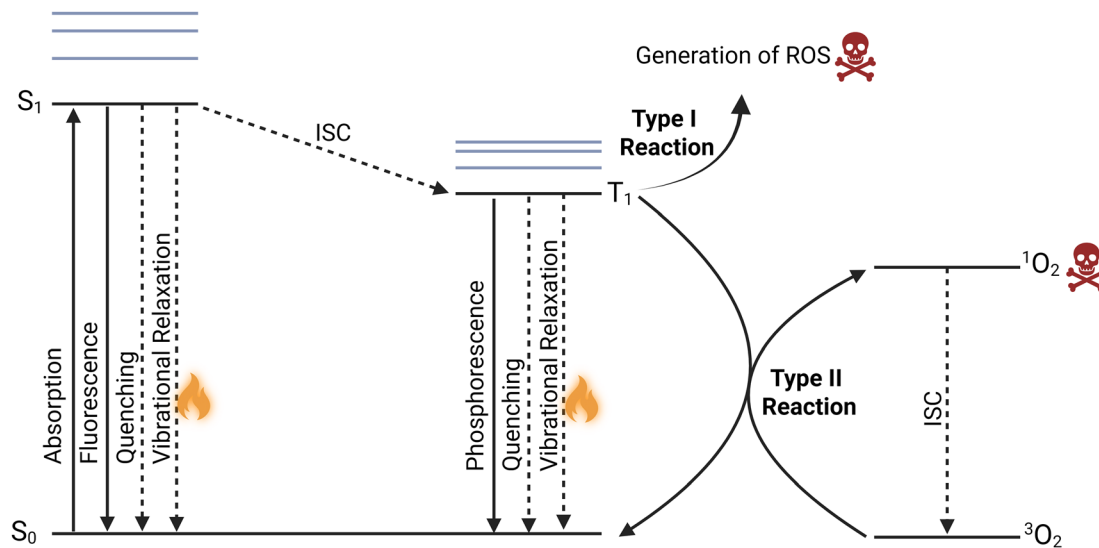 Generation of ROS
S₁
ISC
Type I
Reaction
T₁
Absorption
Fluorescence
Quenching
Vibrational Relaxation
Phosphorescence
Quenching
Vibrational Relaxation
¹O₂
Type II
Reaction
ISC
S₀
³O₂